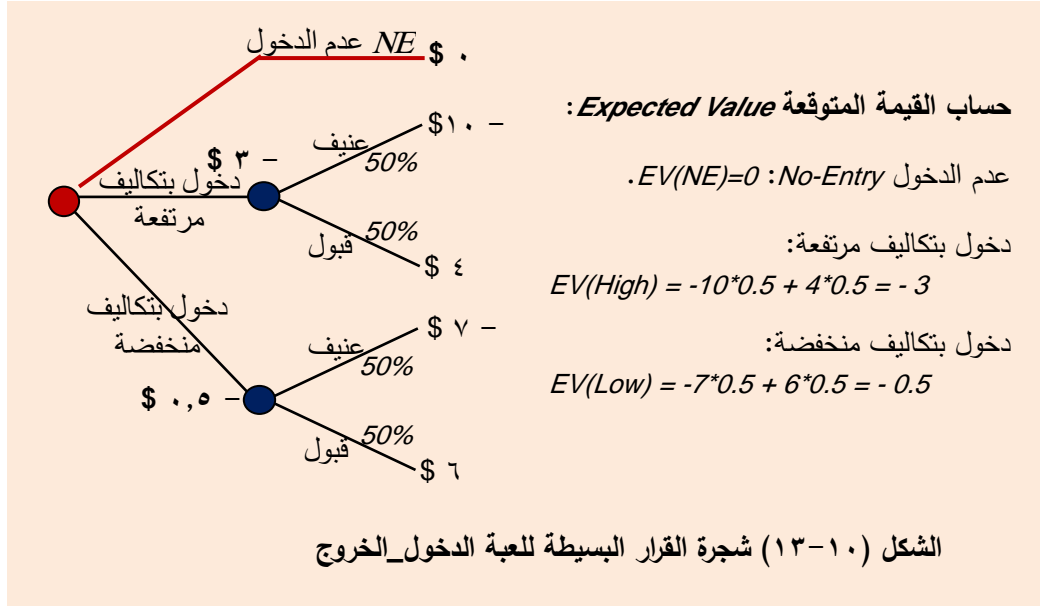 عدم الدخول NE
$ ٠
حساب القيمة المتوقعة Expected Value:
$١٠ −
عنيف
50%
$ ٣ −
دخول بتكاليف
مرتفعة
50%
قبول
$ ٤
عدم الدخول No-Entry: EV(NE)=0.
دخول بتكاليف مرتفعة:
EV(High) = -10*0.5 + 4*0.5 = - 3
دخول بتكاليف
منخفضة
$ ٧ −
عنيف
50%
$ ٠,٥ −
50%
قبول
$ ٦
دخول بتكاليف منخفضة:
EV(Low) = -7*0.5 + 6*0.5 = - 0.5
الشكل (١٠-١٣) شجرة القرار البسيطة للعبة الدخول_الخروج